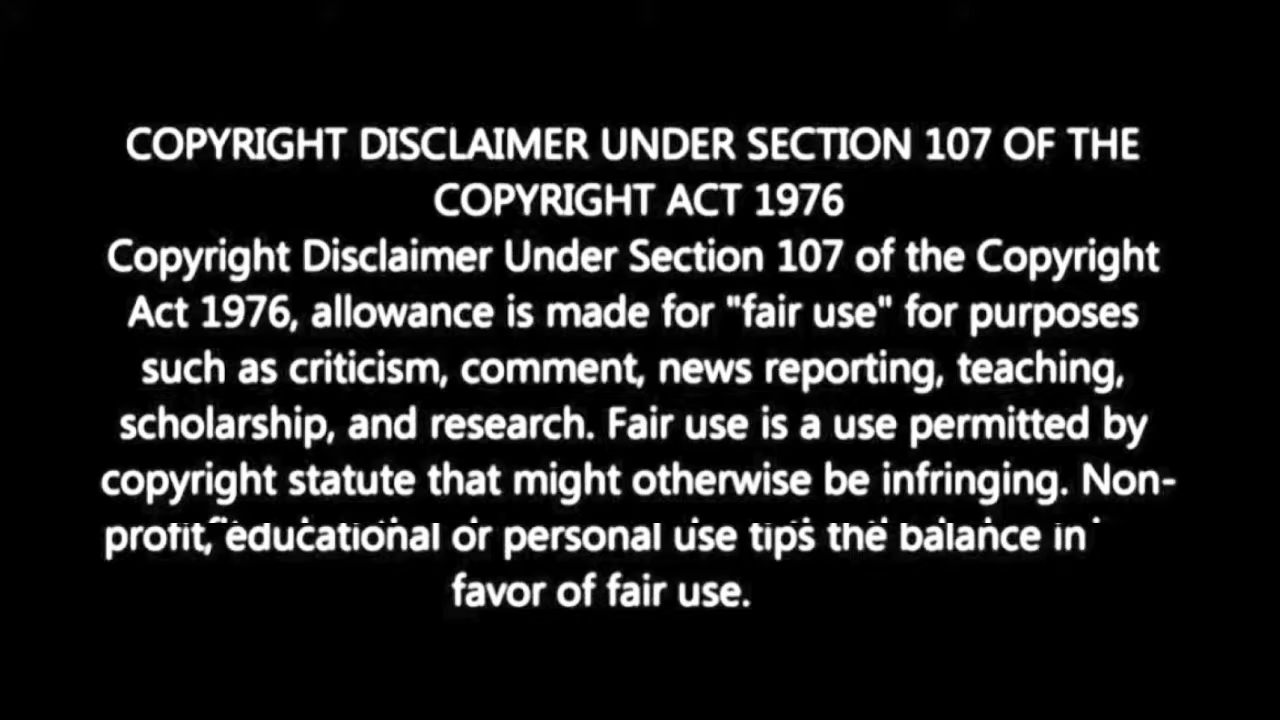 COPYRIGHT DISCLAIMER UNDER SECTION 107 OF THE
COPYRIGHT ACT 1976
Copyright Disclaimer Under Section 107 of the Copyright
Act 1976, allowance is made for "fair use" for purposes
such as criticism, comment, news reporting, teaching,
scholarship, and research. Fair use is a use permitted by
copyright statute that might otherwise be infringing. Non-
profit, educational or personal use tips the balance in
favor of fair use.